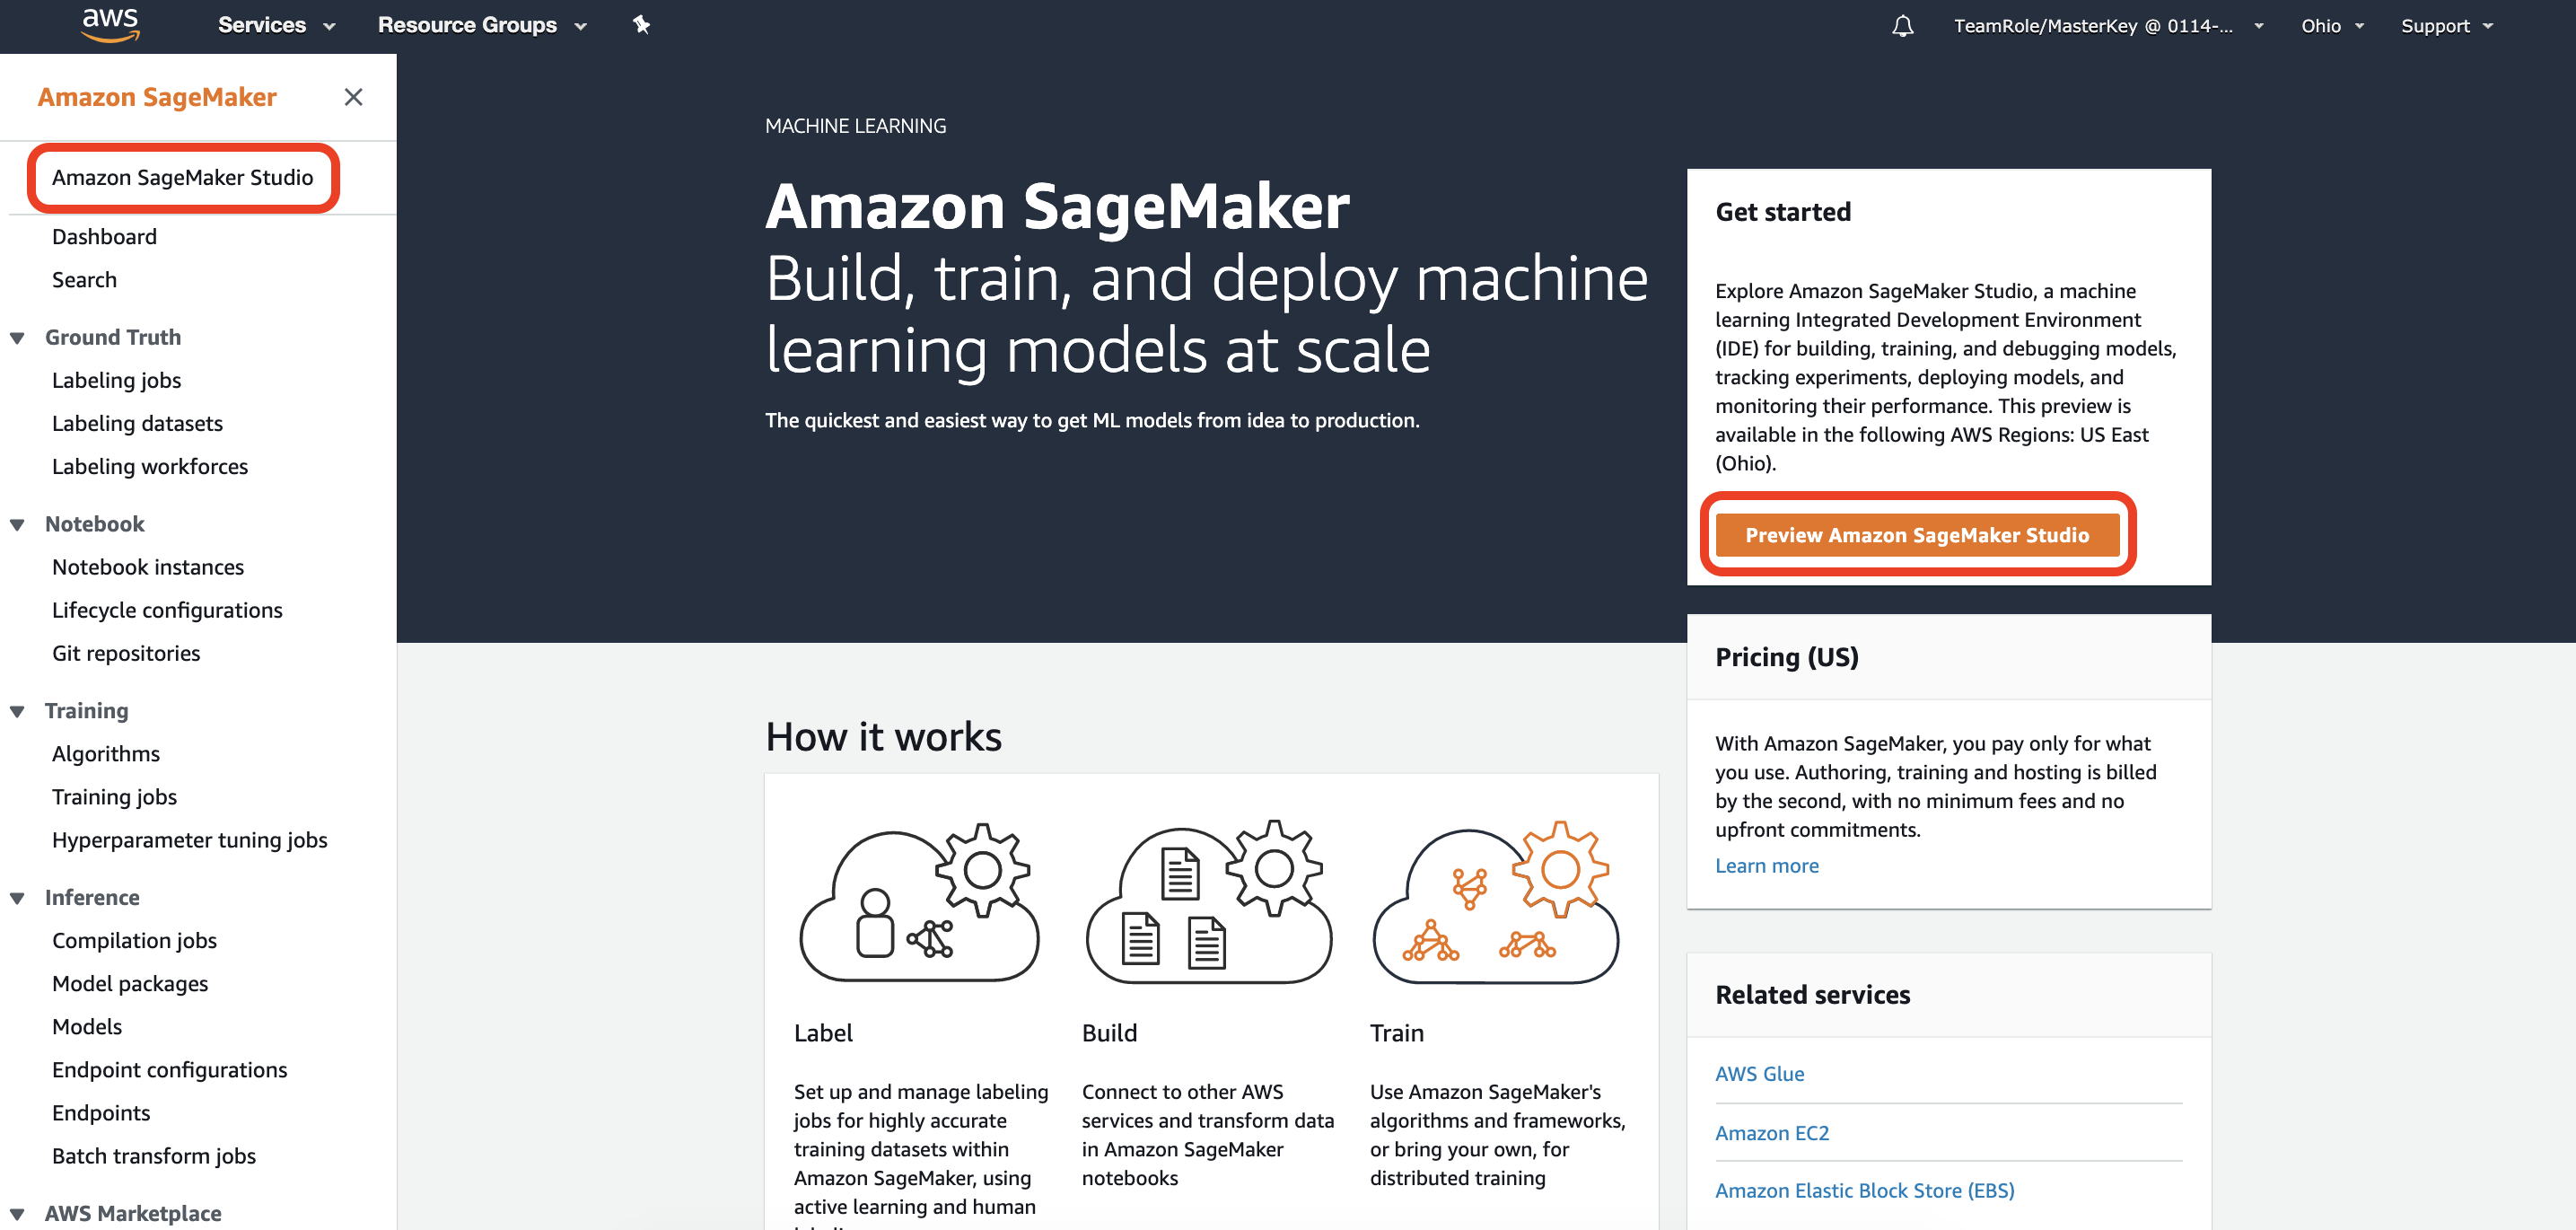 aws
Services
Resource Groups
TeamRole/MasterKey @ 0114-...
Ohio
Support
Amazon SageMaker
Amazon SageMaker Studio
Dashboard
Search
Ground Truth
Labeling jobs
Labeling datasets
Labeling workforces
Notebook
Notebook instances
Lifecycle configurations
Git repositories
Training
Algorithms
Training jobs
Hyperparameter tuning jobs
Inference
Compilation jobs
Model packages
Models
Endpoint configurations
Endpoints
Batch transform jobs
AWS Marketplace
MACHINE LEARNING
Amazon SageMaker
Build, train, and deploy machine
learning models at scale
The quickest and easiest way to get ML models from idea to production.
Get started
Explore Amazon SageMaker Studio, a machine
learning Integrated Development Environment
(IDE) for building, training, and debugging models,
tracking experiments, deploying models, and
monitoring their performance. This preview is
available in the following AWS Regions: US East
(Ohio).
Preview Amazon SageMaker Studio
Pricing (US)
With Amazon SageMaker, you pay only for what
you use. Authoring, training and hosting is billed
by the second, with no minimum fees and no
upfront commitments.
Learn more
Related services
AWS Glue
Amazon EC2
Amazon Elastic Block Store (EBS)
How it works
Label
Set up and manage labeling
jobs for highly accurate
training datasets within
Amazon SageMaker, using
active learning and human
Build
Connect to other AWS
services and transform data
in Amazon SageMaker
notebooks
Train
Use Amazon SageMaker's
algorithms and frameworks,
or bring your own, for
distributed training